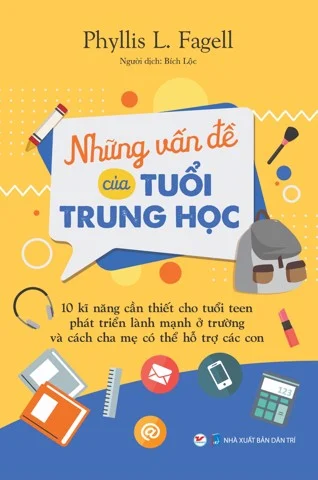 Phyllis L. Fagell
Người dịch: Bích Lộc
Những vấn đề
của TUỔI
TRUNG HỌC
10 kĩ năng cần thiết cho tuổi teen
phát triển lành mạnh ở trường
và cách cha mẹ có thể hỗ trợ các con
123
@
NHÀ XUẤT BẢN DÂN TRÍ